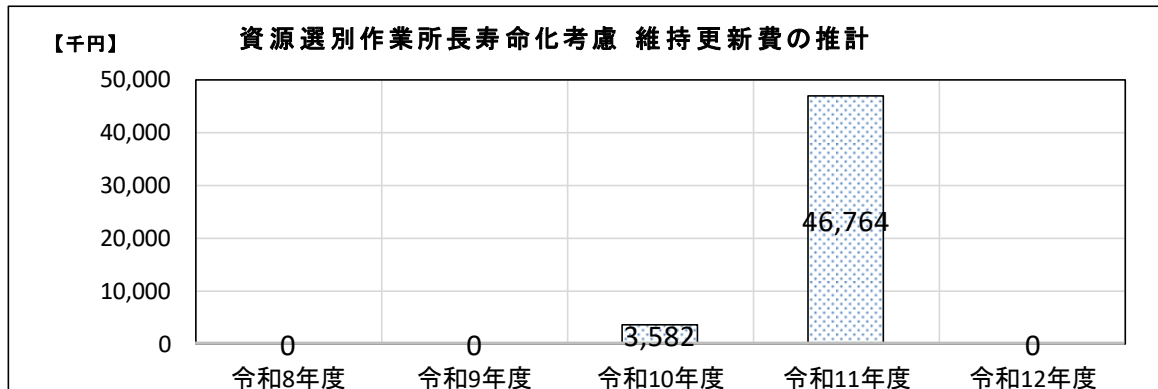 【千円】
資源選別作業所長寿命化考慮 維持更新費の推計
50,000
40,000
30,000
20,000
10,000
0
0
0
3,582
46,764
0
令和8年度
令和9年度
令和10年度
令和11年度
令和12年度